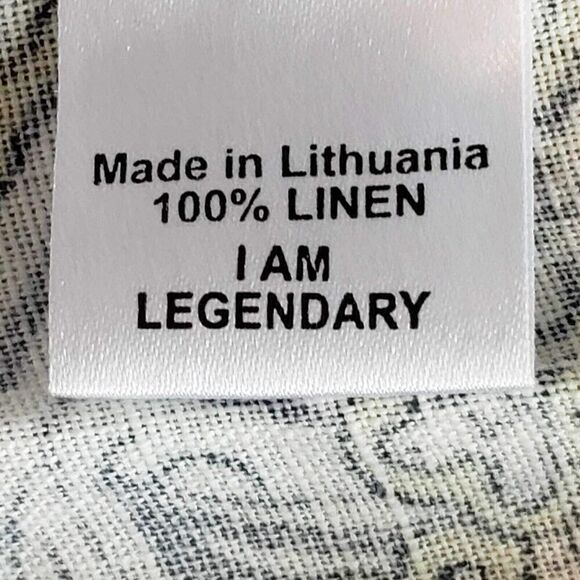 Made in Lithuania
100% LINEN
I AM
LEGENDARY